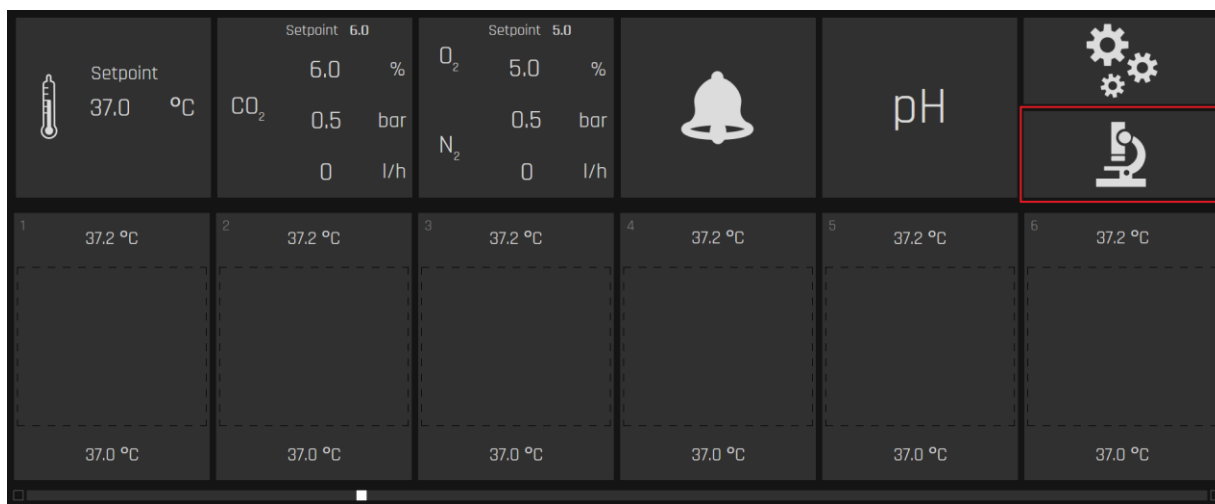 Setpoint
37.0 °C
Setpoint 6.0
CO₂
6.0 %
0.5 bar
0 l/h
Setpoint 5.0
O₂ 5.0 %
0.5 bar
N₂
0 l/h
pH
1 37.2 °C
37.0 °C
2 37.2 °C
37.0 °C
3 37.2 °C
37.0 °C
4 37.2 °C
37.0 °C
5 37.2 °C
37.0 °C
6 37.2 °C
37.0 °C